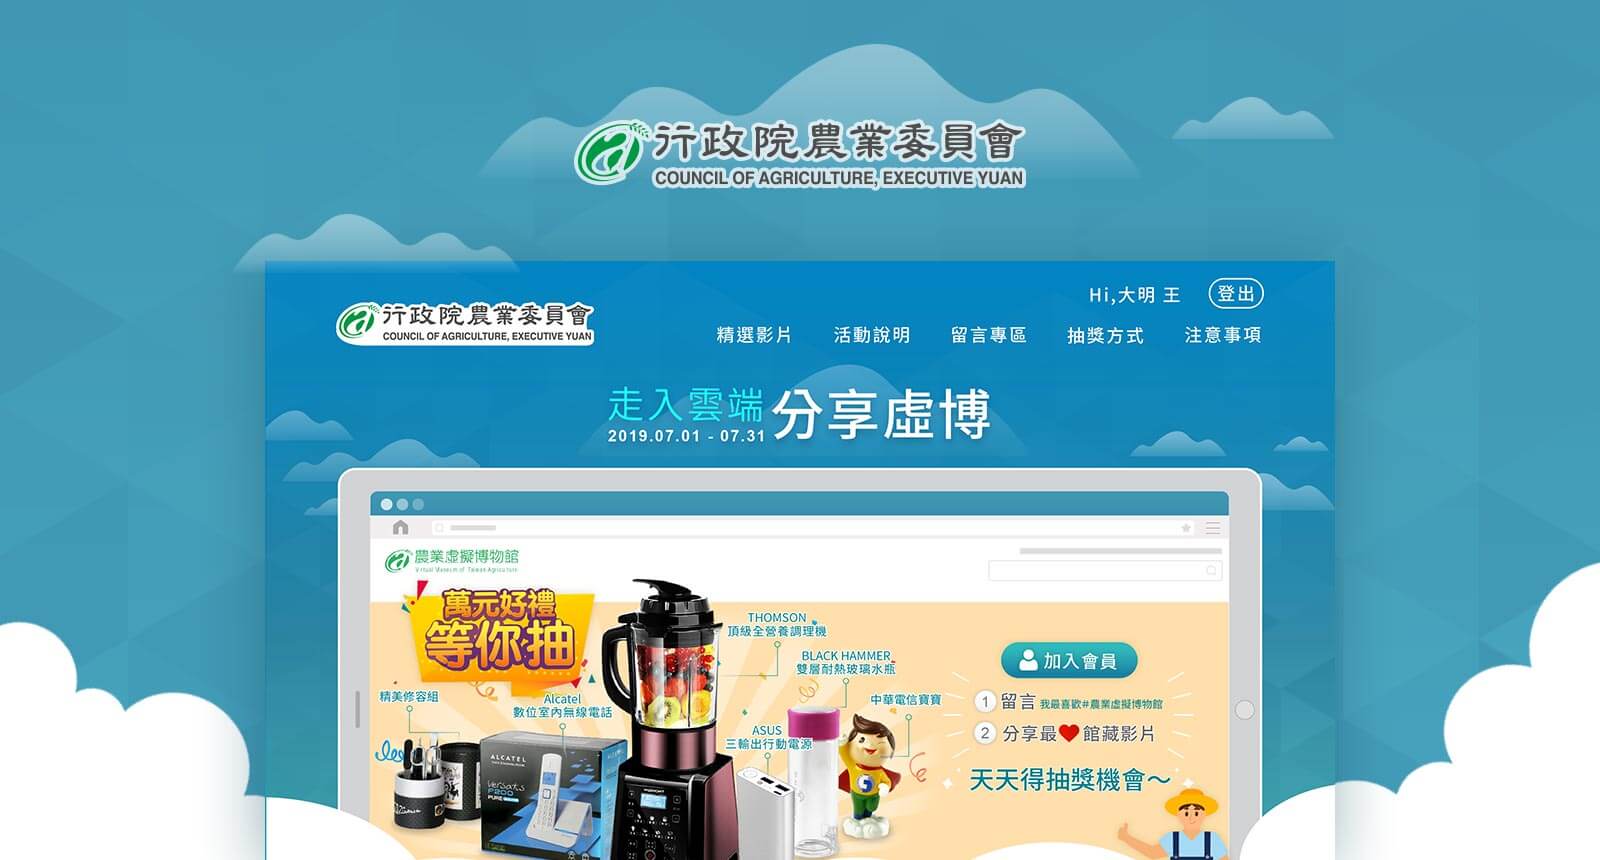 行政院農業委員會
COUNCIL OF AGRICULTURE, EXECUTIVE YUAN
Hi,大明 王
登出
行政院農業委員會
COUNCIL OF AGRICULTURE, EXECUTIVE YUAN
精選影片 活動說明 留言專區 抽獎方式 注意事項
走入雲端
2019.07.01 - 07.31
分享虛博
農業虛擬博物館
Virtual Museum of Taiwan Agriculture
萬元好禮
等你抽
THOMSON
頂級全營養調理機
BLACK HAMMER
雙層耐熱玻璃水瓶
加入會員
精美修容組
Alcatel
數位室內無線電話
中華電信寶寶
1 留言 我最喜歡#農業虛擬博物館
ASUS
三輸出行動電源
2 分享最❤館藏影片
天天得抽獎機會～
ALCATEL
Versatis
F200
PURE